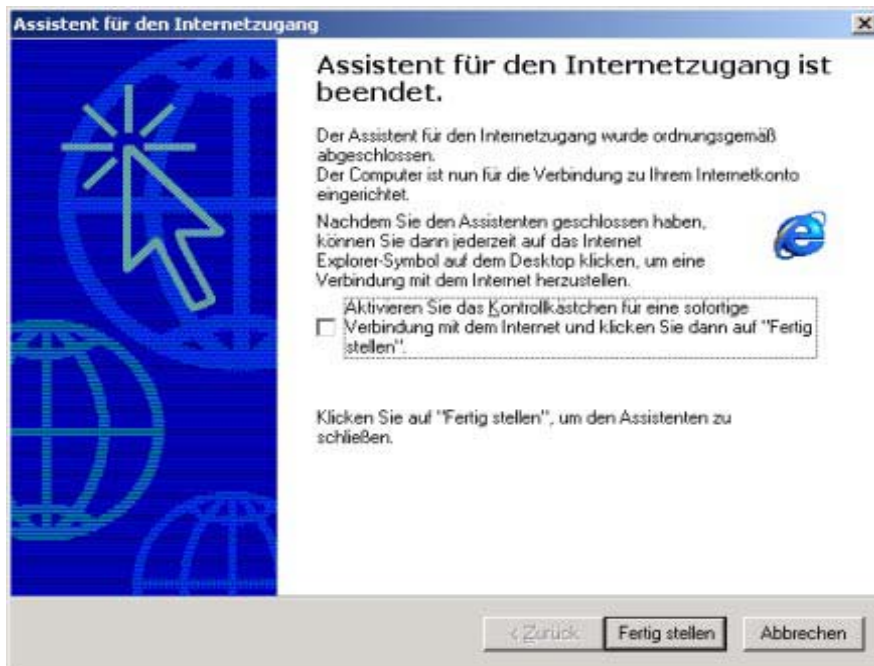 Assistent für den Internetzugang
Assistent für den Internetzugang ist
beendet.
Der Assistent für den Internetzugang wurde ordnungsgemäß
abgeschlossen.
Der Computer ist nun für die Verbindung zu Ihrem Internetkonto
eingerichtet.
Nachdem Sie den Assistenten geschlossen haben,
können Sie dann jederzeit auf das Internet
Explorer-Symbol auf dem Desktop klicken, um eine
Verbindung mit dem Internet herzustellen.
Aktivieren Sie das Kontrollkästchen für eine sofortige
Verbindung mit dem Internet und klicken Sie dann auf "Fertig
stellen".
Klicken Sie auf "Fertig stellen", um den Assistenten zu
schließen.
< Zurück Fertig stellen Abbrechen